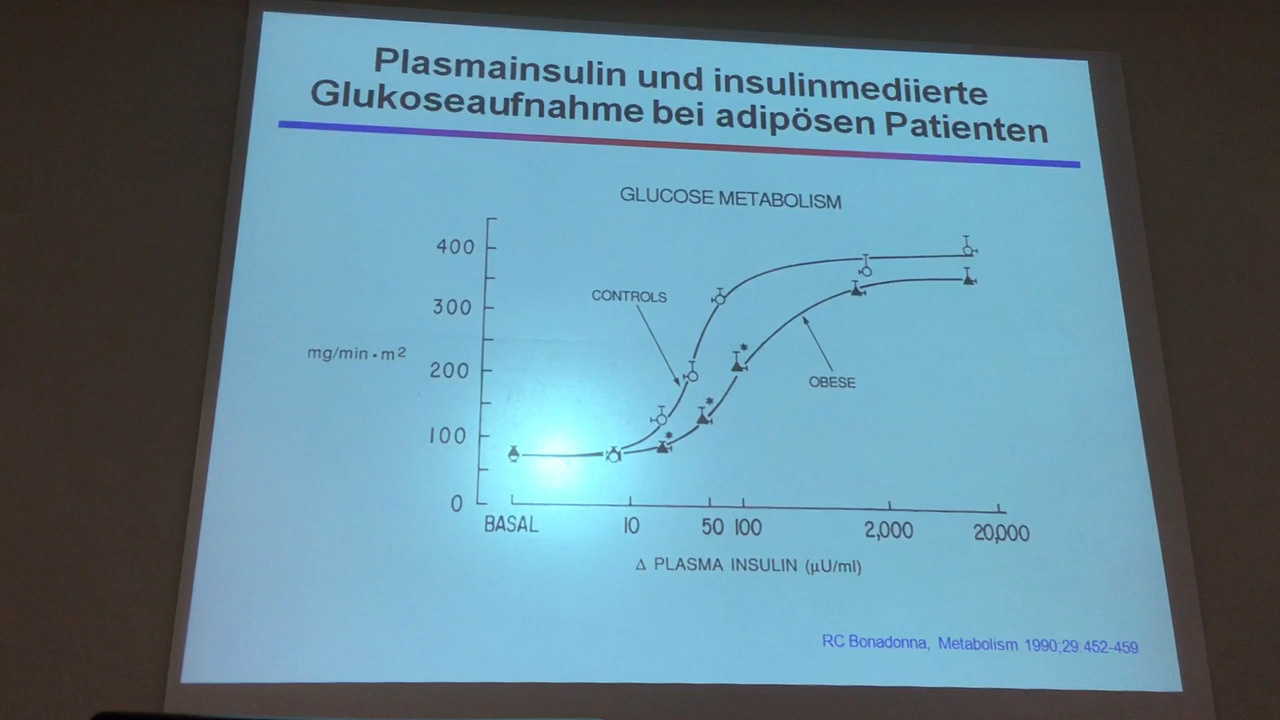 Plasmainsulin und insulinmediierte
Glukoseaufnahme bei adipösen Patienten
GLUCOSE METABOLISM
400
300
200
100
0
mg/min•m2
CONTROLS
OBESE
*
*
*
BASAL 10 50 100 2,000 20,000
Δ PLASMA INSULIN (μU/ml)
RC Bonadonna, Metabolism 1990;29:452-459